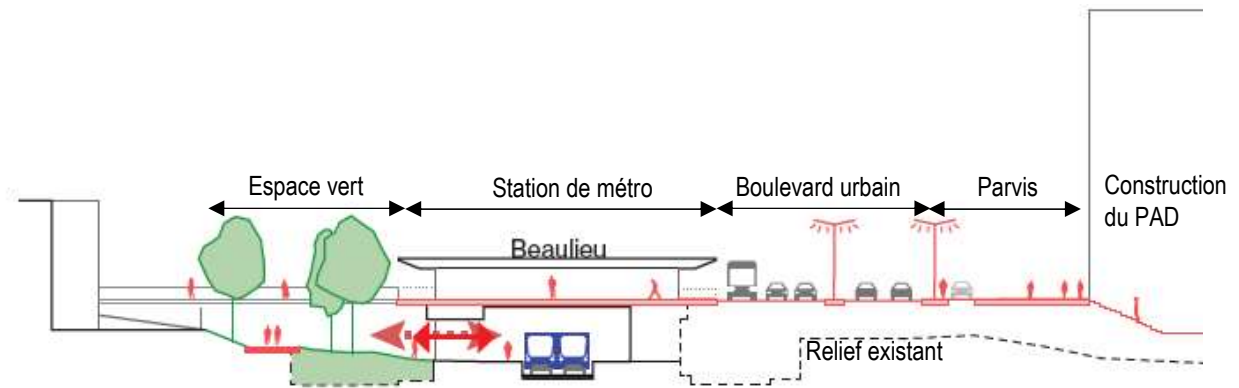 Espace vert
Station de métro
Boulevard urbain
Parvis
Construction
du PAD
Beaulieu
Relief existant